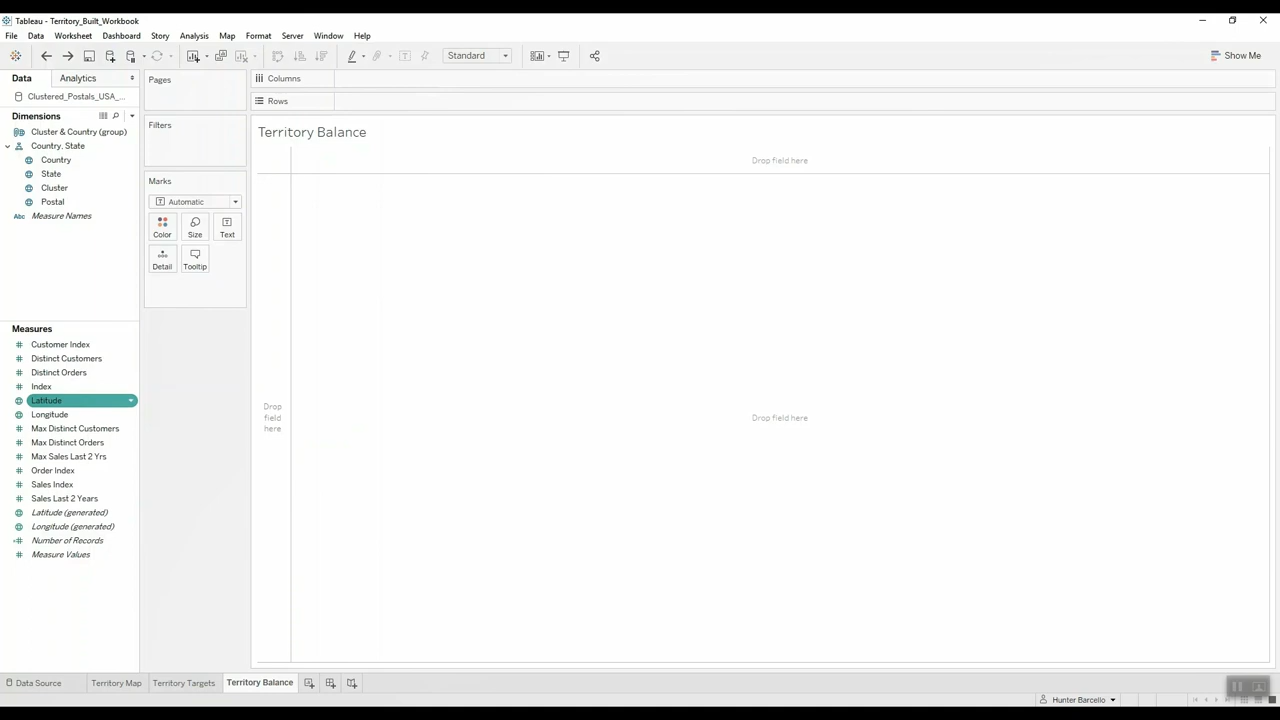 Tableau - Territory_Built_Workbook
File Data Worksheet Dashboard Story Analysis Map Format Server Window Help
Standard
Show Me
Data Analytics
Clustered_Postals_USA_...
Dimensions
Cluster & Country (group)
Country, State
Country
State
Cluster
Postal
Abc Measure Names
Measures
Customer Index
Distinct Customers
Distinct Orders
Index
Latitude
Longitude
Max Distinct Customers
Max Distinct Orders
Max Sales Last 2 Yrs
Order Index
Sales Index
Sales Last 2 Years
Latitude (generated)
Longitude (generated)
Number of Records
Measure Values
Pages
Filters
Marks
Automatic
Color Size Text
Detail Tooltip
Columns
Rows
Territory Balance
Drop field here
Drop
field
here
Drop field here
Data Source Territory Map Territory Targets Territory Balance
Hunter Barcello